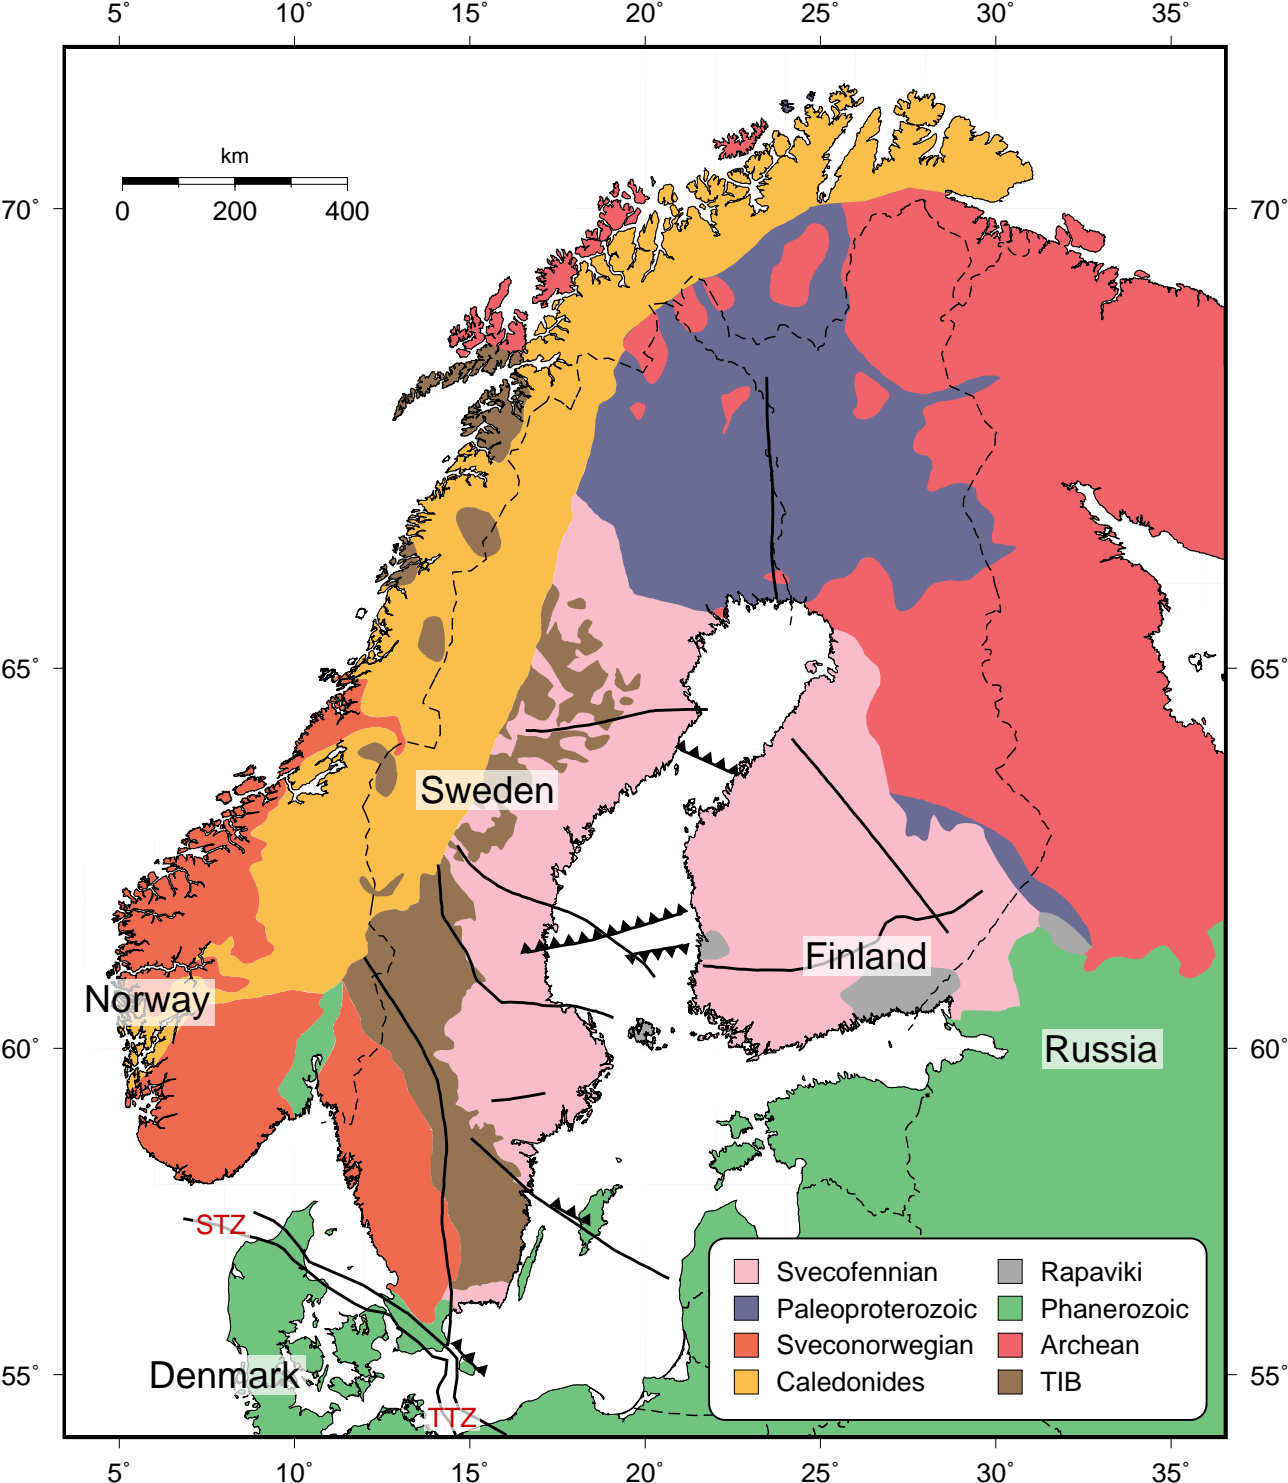 5° 10° 15° 20° 25° 30° 35°
km
0 200 400
70° 70°
65° 65°
Sweden
Finland
Norway
60° Russia 60°
STZ
Svecofennian Rapaviki
Paleoproterozoic Phanerozoic
Sveconorwegian Archean
Caledonides TIB
Denmark
55° 55°
TTZ
5° 10° 15° 20° 25° 30° 35°